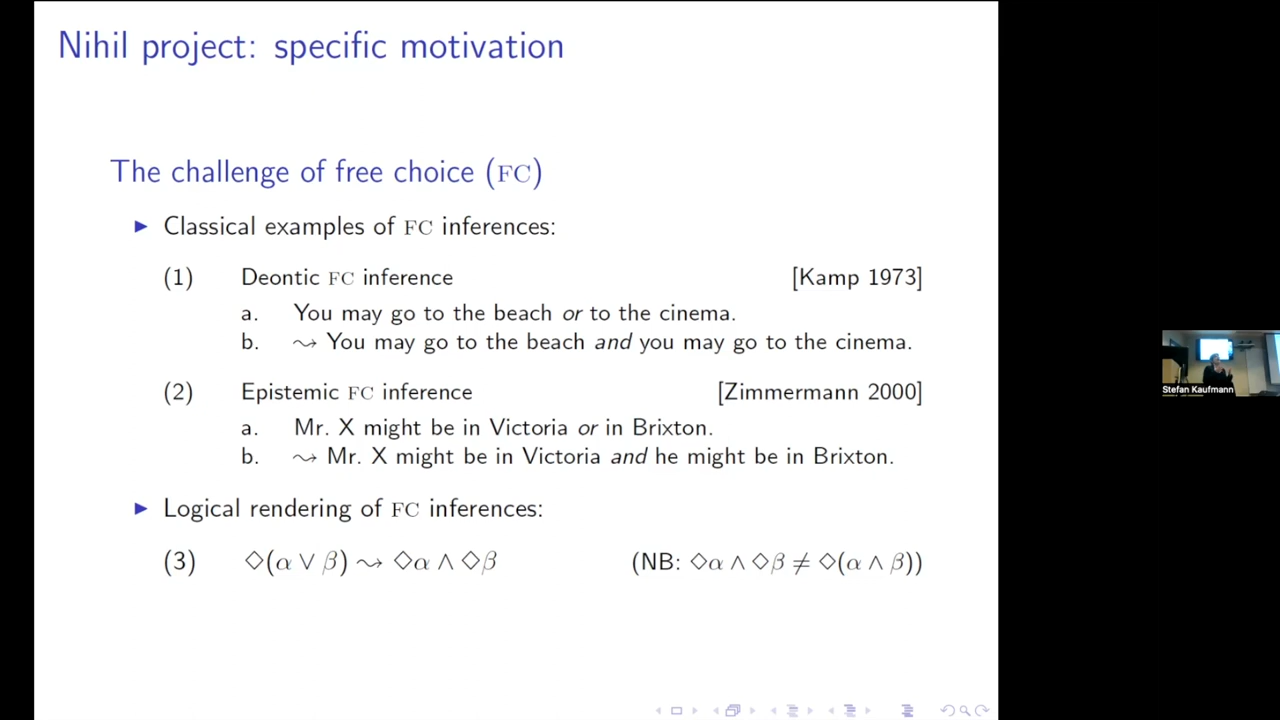 Nihil project: specific motivation
The challenge of free choice (FC)
▶ Classical examples of FC inferences:
(1) Deontic FC inference [Kamp 1973]
a. You may go to the beach or to the cinema.
b. ⇝ You may go to the beach and you may go to the cinema.
(2) Epistemic FC inference [Zimmermann 2000]
a. Mr. X might be in Victoria or in Brixton.
b. ⇝ Mr. X might be in Victoria and he might be in Brixton.
▶ Logical rendering of FC inferences:
(3) ◇(α ∨ β) ⇝ ◇α ∧ ◇β (NB: ◇α ∧ ◇β ≠ ◇(α ∧ β))
Stefan Kaufmann